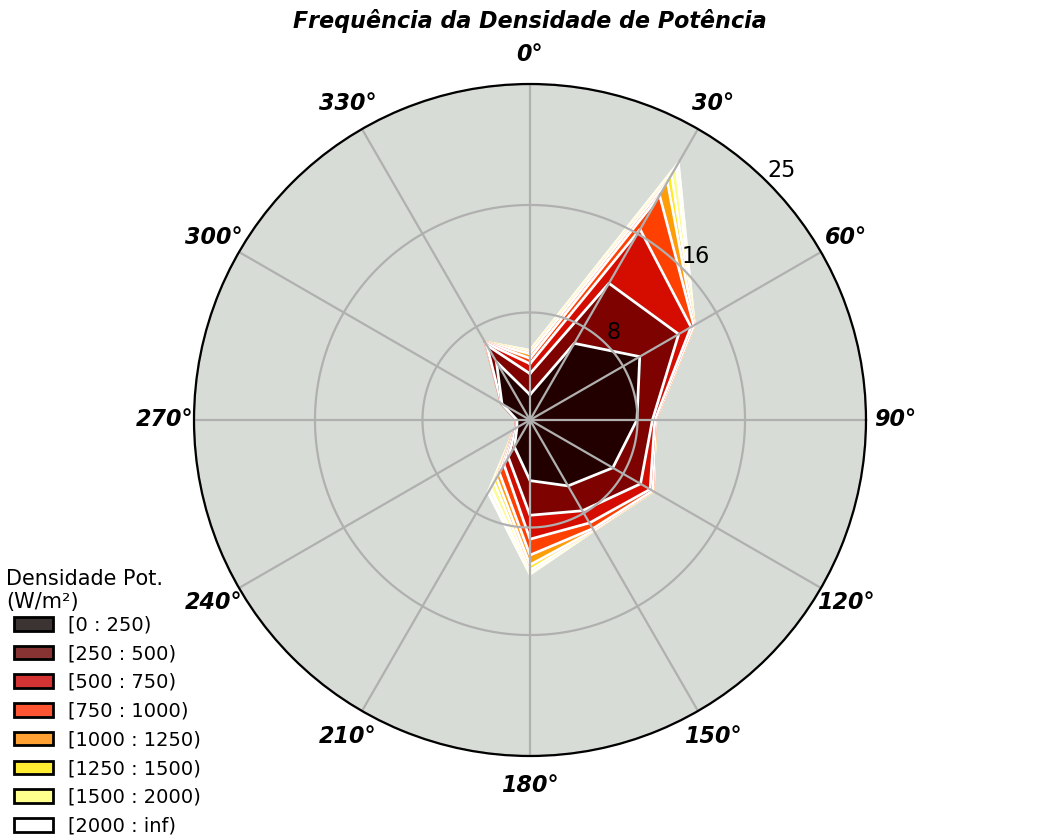 Frequência da Densidade de Potência
0°
330°
30°
25
300°
60°
16
8
270°
90°
240°
120°
210°
150°
180°
Densidade Pot.
(W/m²)
[0 : 250)
[250 : 500)
[500 : 750)
[750 : 1000)
[1000 : 1250)
[1250 : 1500)
[1500 : 2000)
[2000 : inf)